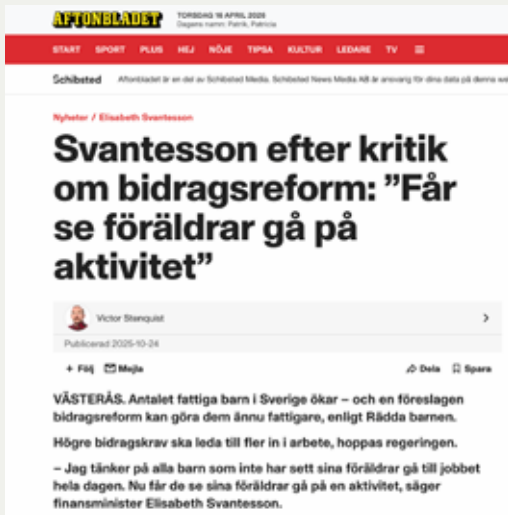 AFTONBLADET
TORSDAG 16 APRIL 2026
Dagens namn: Patrik, Patricia
START SPORT PLUS HEJ NÖJE TIPSA KULTUR LEDARE TV
Schibsted Aftonbladet är en del av Schibsted Media. Schibsted News Media AB är ansvarig för dina data på denna
Nyheter / Elisabeth Svantesson
Svantesson efter kritik
om bidragsreform: ”Får
se föräldrar gå på
aktivitet”
Victor Stenquist
Publicerad 2025-10-24
+ Följ Mejla Dela Spara
VÄSTERÅS. Antalet fattiga barn i Sverige ökar – och en föreslagen
bidragsreform kan göra dem ännu fattigare, enligt Rädda barnen.
Högre bidragskrav ska leda till fler in i arbete, hoppas regeringen.
– Jag tänker på alla barn som inte har sett sina föräldrar gå till jobbet
hela dagen. Nu får de se sina föräldrar gå på en aktivitet, säger
finansminister Elisabeth Svantesson.